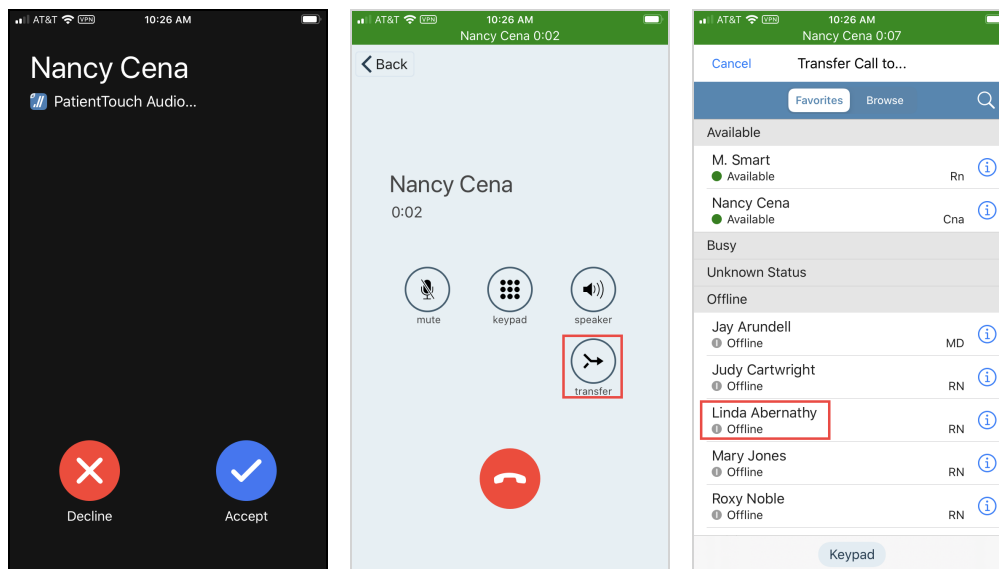 AT&T VPN 10:26 AM
Nancy Cena
PatientTouch Audio...
Decline Accept
AT&T VPN 10:26 AM
Nancy Cena 0:02
Back
Nancy Cena
0:02
mute keypad speaker
transfer
AT&T VPN 10:26 AM
Nancy Cena 0:07
Cancel Transfer Call to...
Favorites Browse
Available
M. Smart
Available Rn
Nancy Cena
Available Cna
Busy
Unknown Status
Offline
Jay Arundell
Offline MD
Judy Cartwright
Offline RN
Linda Abernathy
Offline RN
Mary Jones
Offline RN
Roxy Noble
Offline RN
Keypad